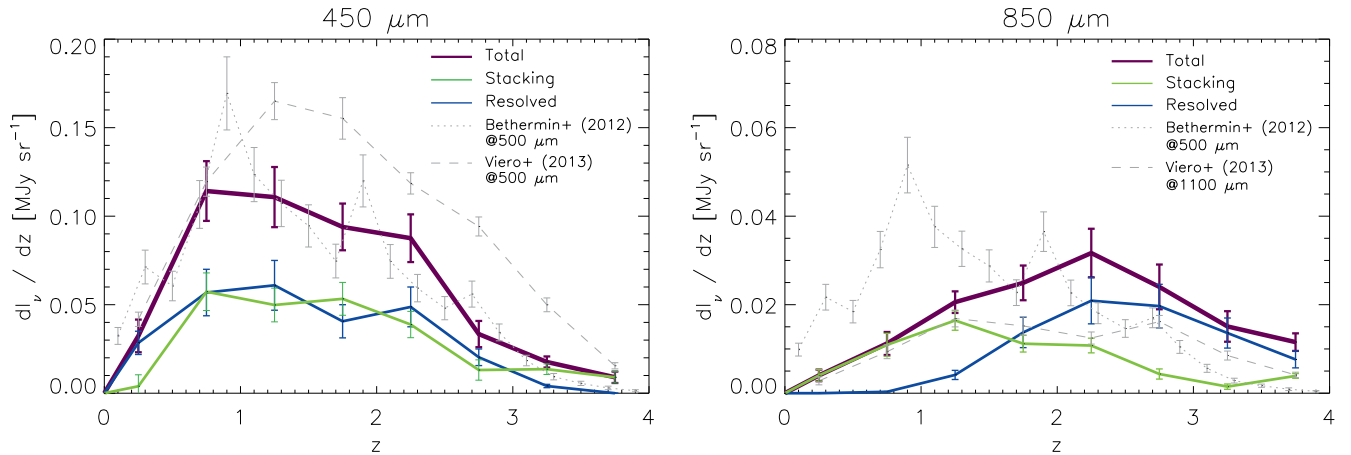 450 μm
0.20
0.15
0.10
0.05
0.00
dI_ν / dz [MJy sr⁻¹]
Total
Stacking
Resolved
Bethermin+ (2012)
@500 μm
Viero+ (2013)
@500 μm
0 1 2 3 4
z
850 μm
0.08
0.06
0.04
0.02
0.00
dI_ν / dz [MJy sr⁻¹]
Total
Stacking
Resolved
Bethermin+ (2012)
@500 μm
Viero+ (2013)
@1100 μm
0 1 2 3 4
z